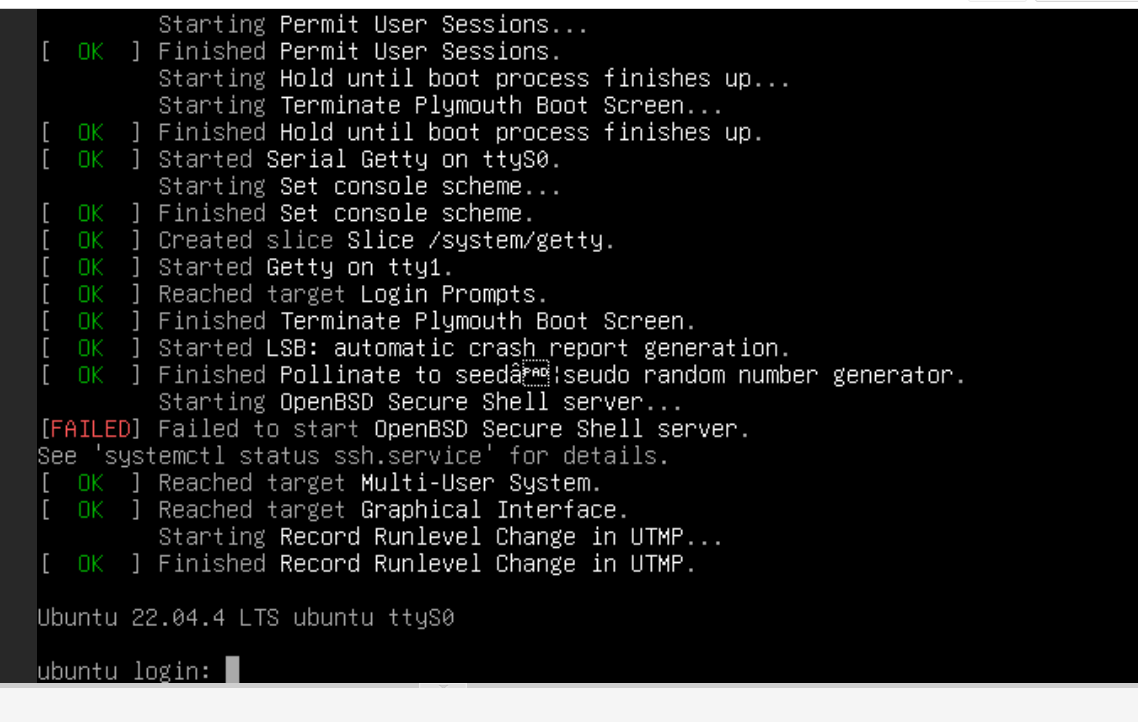 Starting Permit User Sessions...
[  OK  ] Finished Permit User Sessions.
Starting Hold until boot process finishes up...
Starting Terminate Plymouth Boot Screen...
[  OK  ] Finished Hold until boot process finishes up.
[  OK  ] Started Serial Getty on ttyS0.
Starting Set console scheme...
[  OK  ] Finished Set console scheme.
[  OK  ] Created slice Slice /system/getty.
[  OK  ] Started Getty on tty1.
[  OK  ] Reached target Login Prompts.
[  OK  ] Finished Terminate Plymouth Boot Screen.
[  OK  ] Started LSB: automatic crash report generation.
[  OK  ] Finished Pollinate to seedâPAD¦seudo random number generator.
Starting OpenBSD Secure Shell server...
[FAILED] Failed to start OpenBSD Secure Shell server.
See 'systemctl status ssh.service' for details.
[  OK  ] Reached target Multi-User System.
[  OK  ] Reached target Graphical Interface.
Starting Record Runlevel Change in UTMP...
[  OK  ] Finished Record Runlevel Change in UTMP.
Ubuntu 22.04.4 LTS ubuntu ttyS0
ubuntu login: